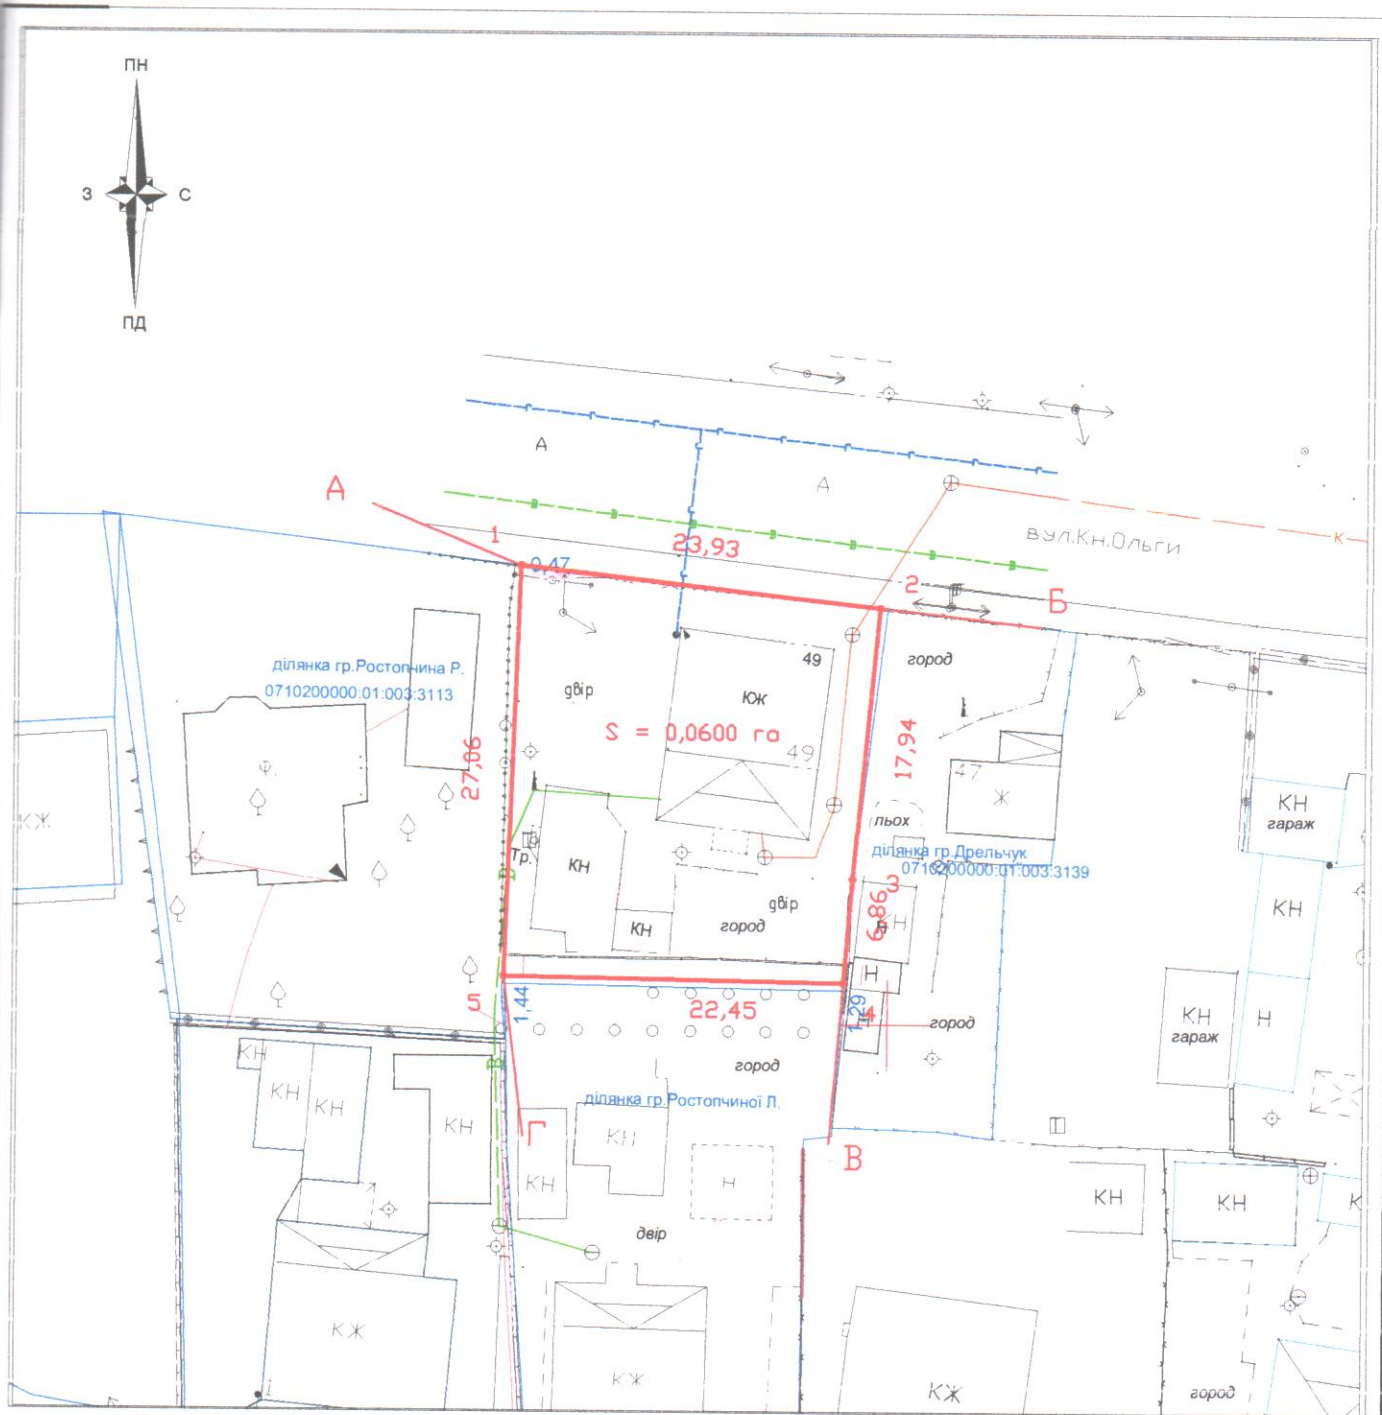 ПН
З С
ПД
А
А
А
К
вул.Кн.Ольги
1
23,93
0,47
2
Б
49
город
ділянка гр.Ростопчина Р.
0710200000:01:003:3113
двір
КЖ
S = 0,0600 га
49
17,94
27,06
47
Ж
КН
гараж
КЖ
льох
ділянка гр.Дрельчук
0710200000:01:003:3139
Тр.
КН
В
3
6,86
КН
двір
город
КН
КН
Н
5
1,44
22,45
1,29
4
город
КН
гараж
Н
город
В
КН
КН
КН
КН
ділянка гр.Ростопчиної Л.
Г
КН
КН
Н
В
КН
КН
К
двір
КЖ
КЖ
КЖ
город